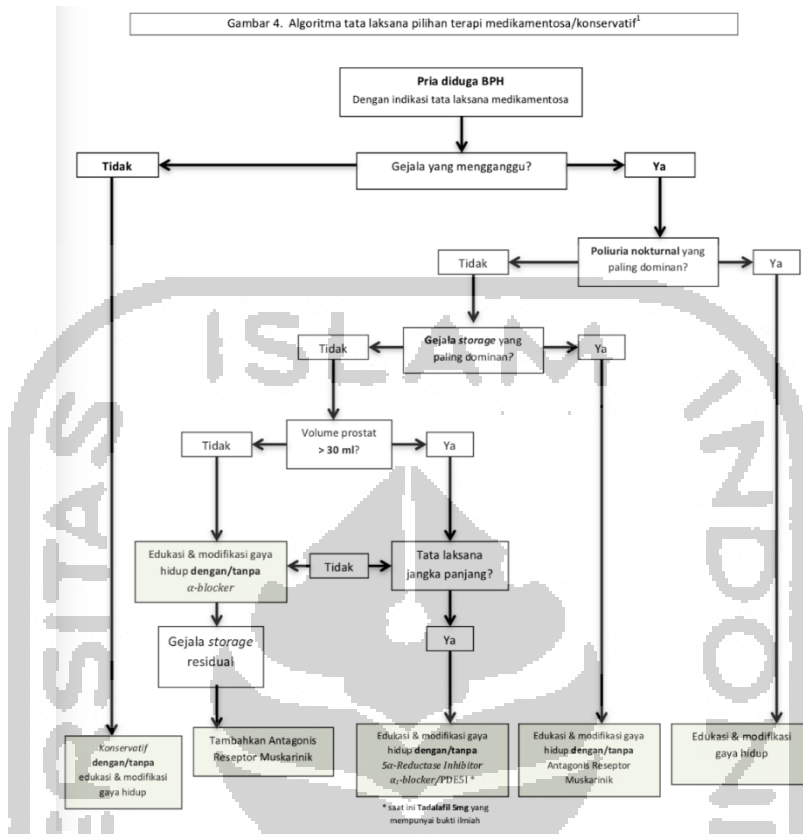 Gambar 4. Algoritma tata laksana pilihan terapi medikamentosa/konservatif¹
Pria diduga BPH
Dengan indikasi tata laksana medikamentosa
Tidak
Gejala yang mengganggu?
Ya
Tidak
Poliuria nokturnal yang
paling dominan?
Ya
Tidak
Gejala storage yang
paling dominan?
Ya
Tidak
Volume prostat
> 30 ml?
Ya
Edukasi & modifikasi gaya
hidup dengan/tanpa
α-blocker
Tidak
Tata laksana
jangka panjang?
Gejala storage
residual
Ya
Konservatif
dengan/tanpa
edukasi & modifikasi
gaya hidup
Tambahkan Antagonis
Reseptor Muskarinik
Edukasi & modifikasi gaya
hidup dengan/tanpa
5α-Reductase Inhibitor
α₁-blocker/PDE5I *
Edukasi & modifikasi gaya
hidup dengan/tanpa
Antagonis Reseptor
Muskarinik
Edukasi & modifikasi
gaya hidup
* saat ini Tadalafil 5mg yang
mempunyai bukti ilmiah
ISLAM